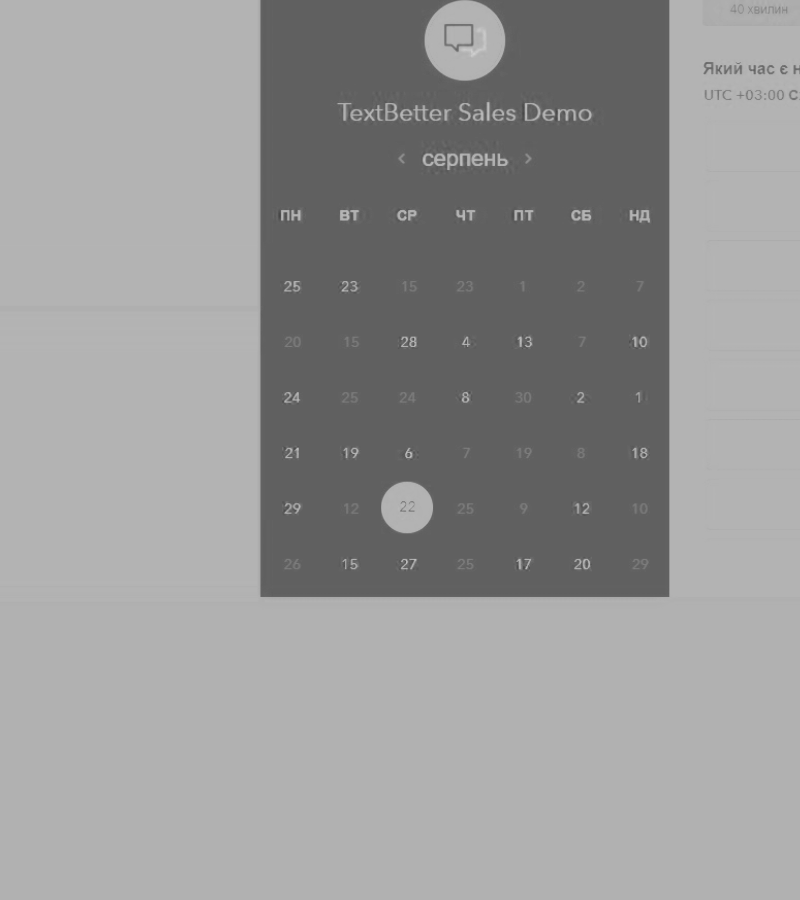 40 хвилин
TextBetter Sales Demo
‹ серпень ›
Який час є н
UTC +03:00 С
ПН ВТ СР ЧТ ПТ СБ НД
25 23 15 23 1 2 7
20 15 28 4 13 7 10
24 25 24 8 30 2 1
21 19 6 7 19 8 18
29 12 22 25 9 12 10
26 15 27 25 17 20 29